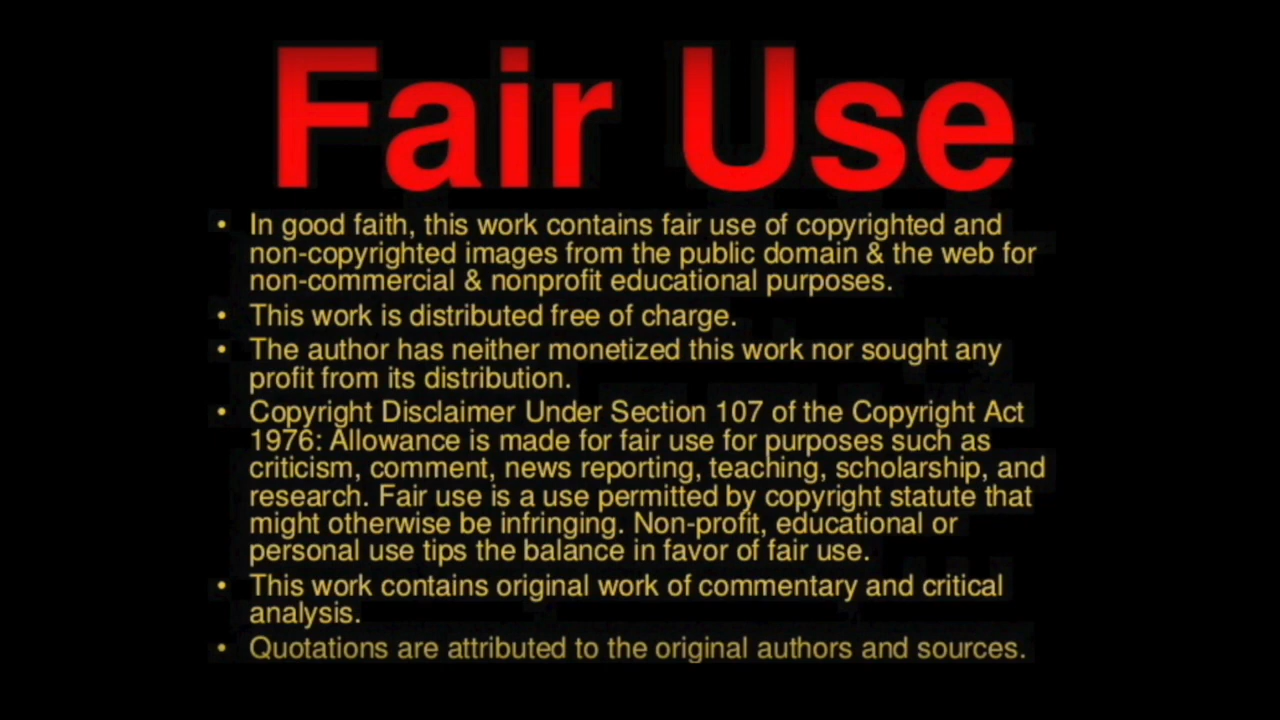 Fair Use
• In good faith, this work contains fair use of copyrighted and
non-copyrighted images from the public domain & the web for
non-commercial & nonprofit educational purposes.
• This work is distributed free of charge.
• The author has neither monetized this work nor sought any
profit from its distribution.
• Copyright Disclaimer Under Section 107 of the Copyright Act
1976: Allowance is made for fair use for purposes such as
criticism, comment, news reporting, teaching, scholarship, and
research. Fair use is a use permitted by copyright statute that
might otherwise be infringing. Non-profit, educational or
personal use tips the balance in favor of fair use.
• This work contains original work of commentary and critical
analysis.
• Quotations are attributed to the original authors and sources.